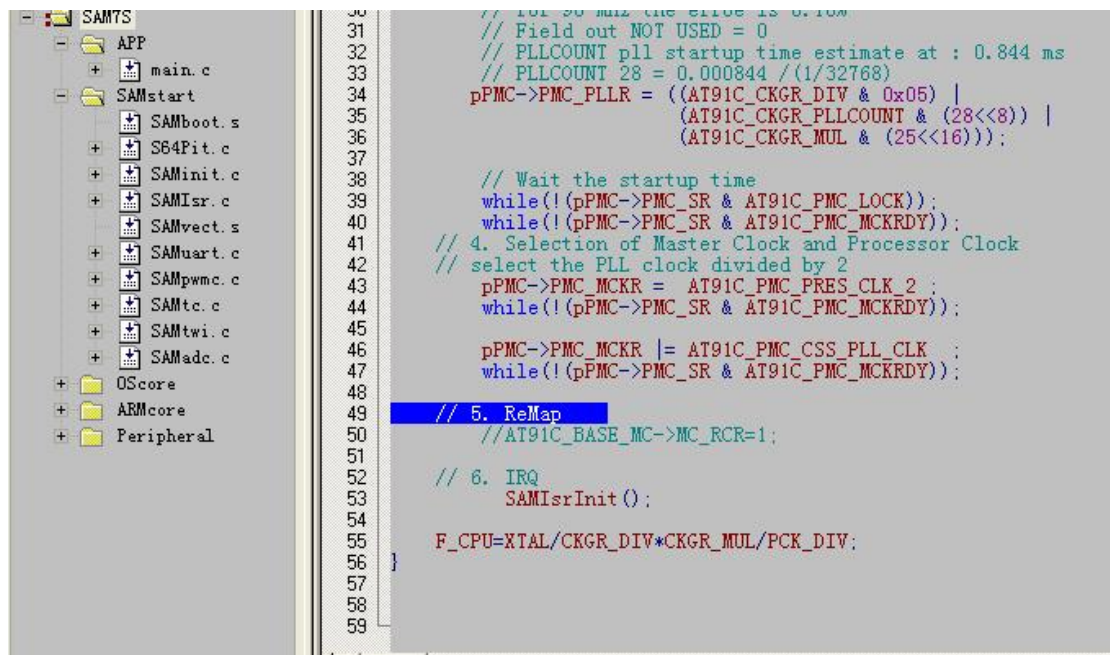 SAM7S
APP
main.c
SAMstart
SAMboot.s
S64Pit.c
SAMinit.c
SAMIsr.c
SAMvect.s
SAMuart.c
SAMpwmc.c
SAMtc.c
SAMtwi.c
SAMadc.c
OScore
ARMcore
Peripheral
31 // Field out NOT USED = 0
32 // PLLCOUNT pll startup time estimate at : 0.844 ms
33 // PLLCOUNT 28 = 0.000844 /(1/32768)
34 pPMC->PMC_PLLR = ((AT91C_CKGR_DIV & 0x05) |
35 (AT91C_CKGR_PLLCOUNT & (28<<8)) |
36 (AT91C_CKGR_MUL & (25<<16)));
37
38 // Wait the startup time
39 while(!(pPMC->PMC_SR & AT91C_PMC_LOCK));
40 while(!(pPMC->PMC_SR & AT91C_PMC_MCKRDY));
41 // 4. Selection of Master Clock and Processor Clock
42 // select the PLL clock divided by 2
43 pPMC->PMC_MCKR = AT91C_PMC_PRES_CLK_2 ;
44 while(!(pPMC->PMC_SR & AT91C_PMC_MCKRDY));
45
46 pPMC->PMC_MCKR |= AT91C_PMC_CSS_PLL_CLK ;
47 while(!(pPMC->PMC_SR & AT91C_PMC_MCKRDY));
48
49 // 5. ReMap
50 //AT91C_BASE_MC->MC_RCR=1;
51
52 // 6. IRQ
53 SAMIsrInit();
54
55 F_CPU=XTAL/CKGR_DIV*CKGR_MUL/PCK_DIV;
56 }
57
58
59